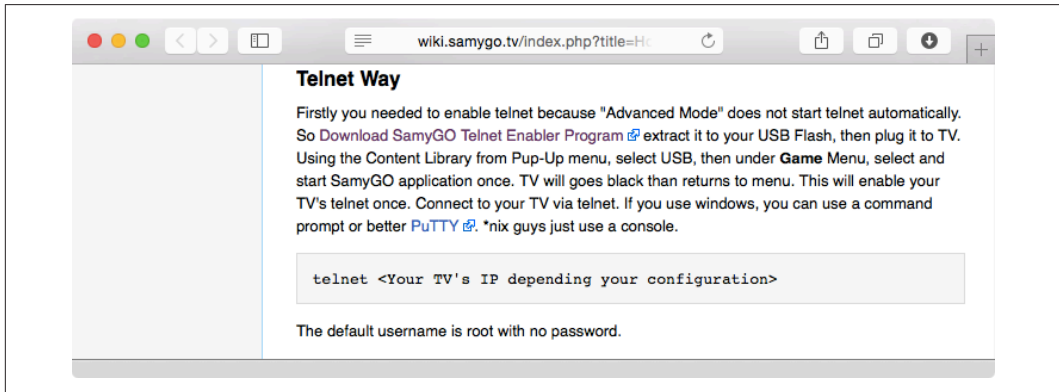 wiki.samygo.tv/index.php?title=Ho
Telnet Way
Firstly you needed to enable telnet because "Advanced Mode" does not start telnet automatically.
So Download SamyGO Telnet Enabler Program extract it to your USB Flash, then plug it to TV.
Using the Content Library from Pup-Up menu, select USB, then under Game Menu, select and
start SamyGO application once. TV will goes black than returns to menu. This will enable your
TV's telnet once. Connect to your TV via telnet. If you use windows, you can use a command
prompt or better PuTTY. *nix guys just use a console.
telnet <Your TV's IP depending your configuration>
The default username is root with no password.